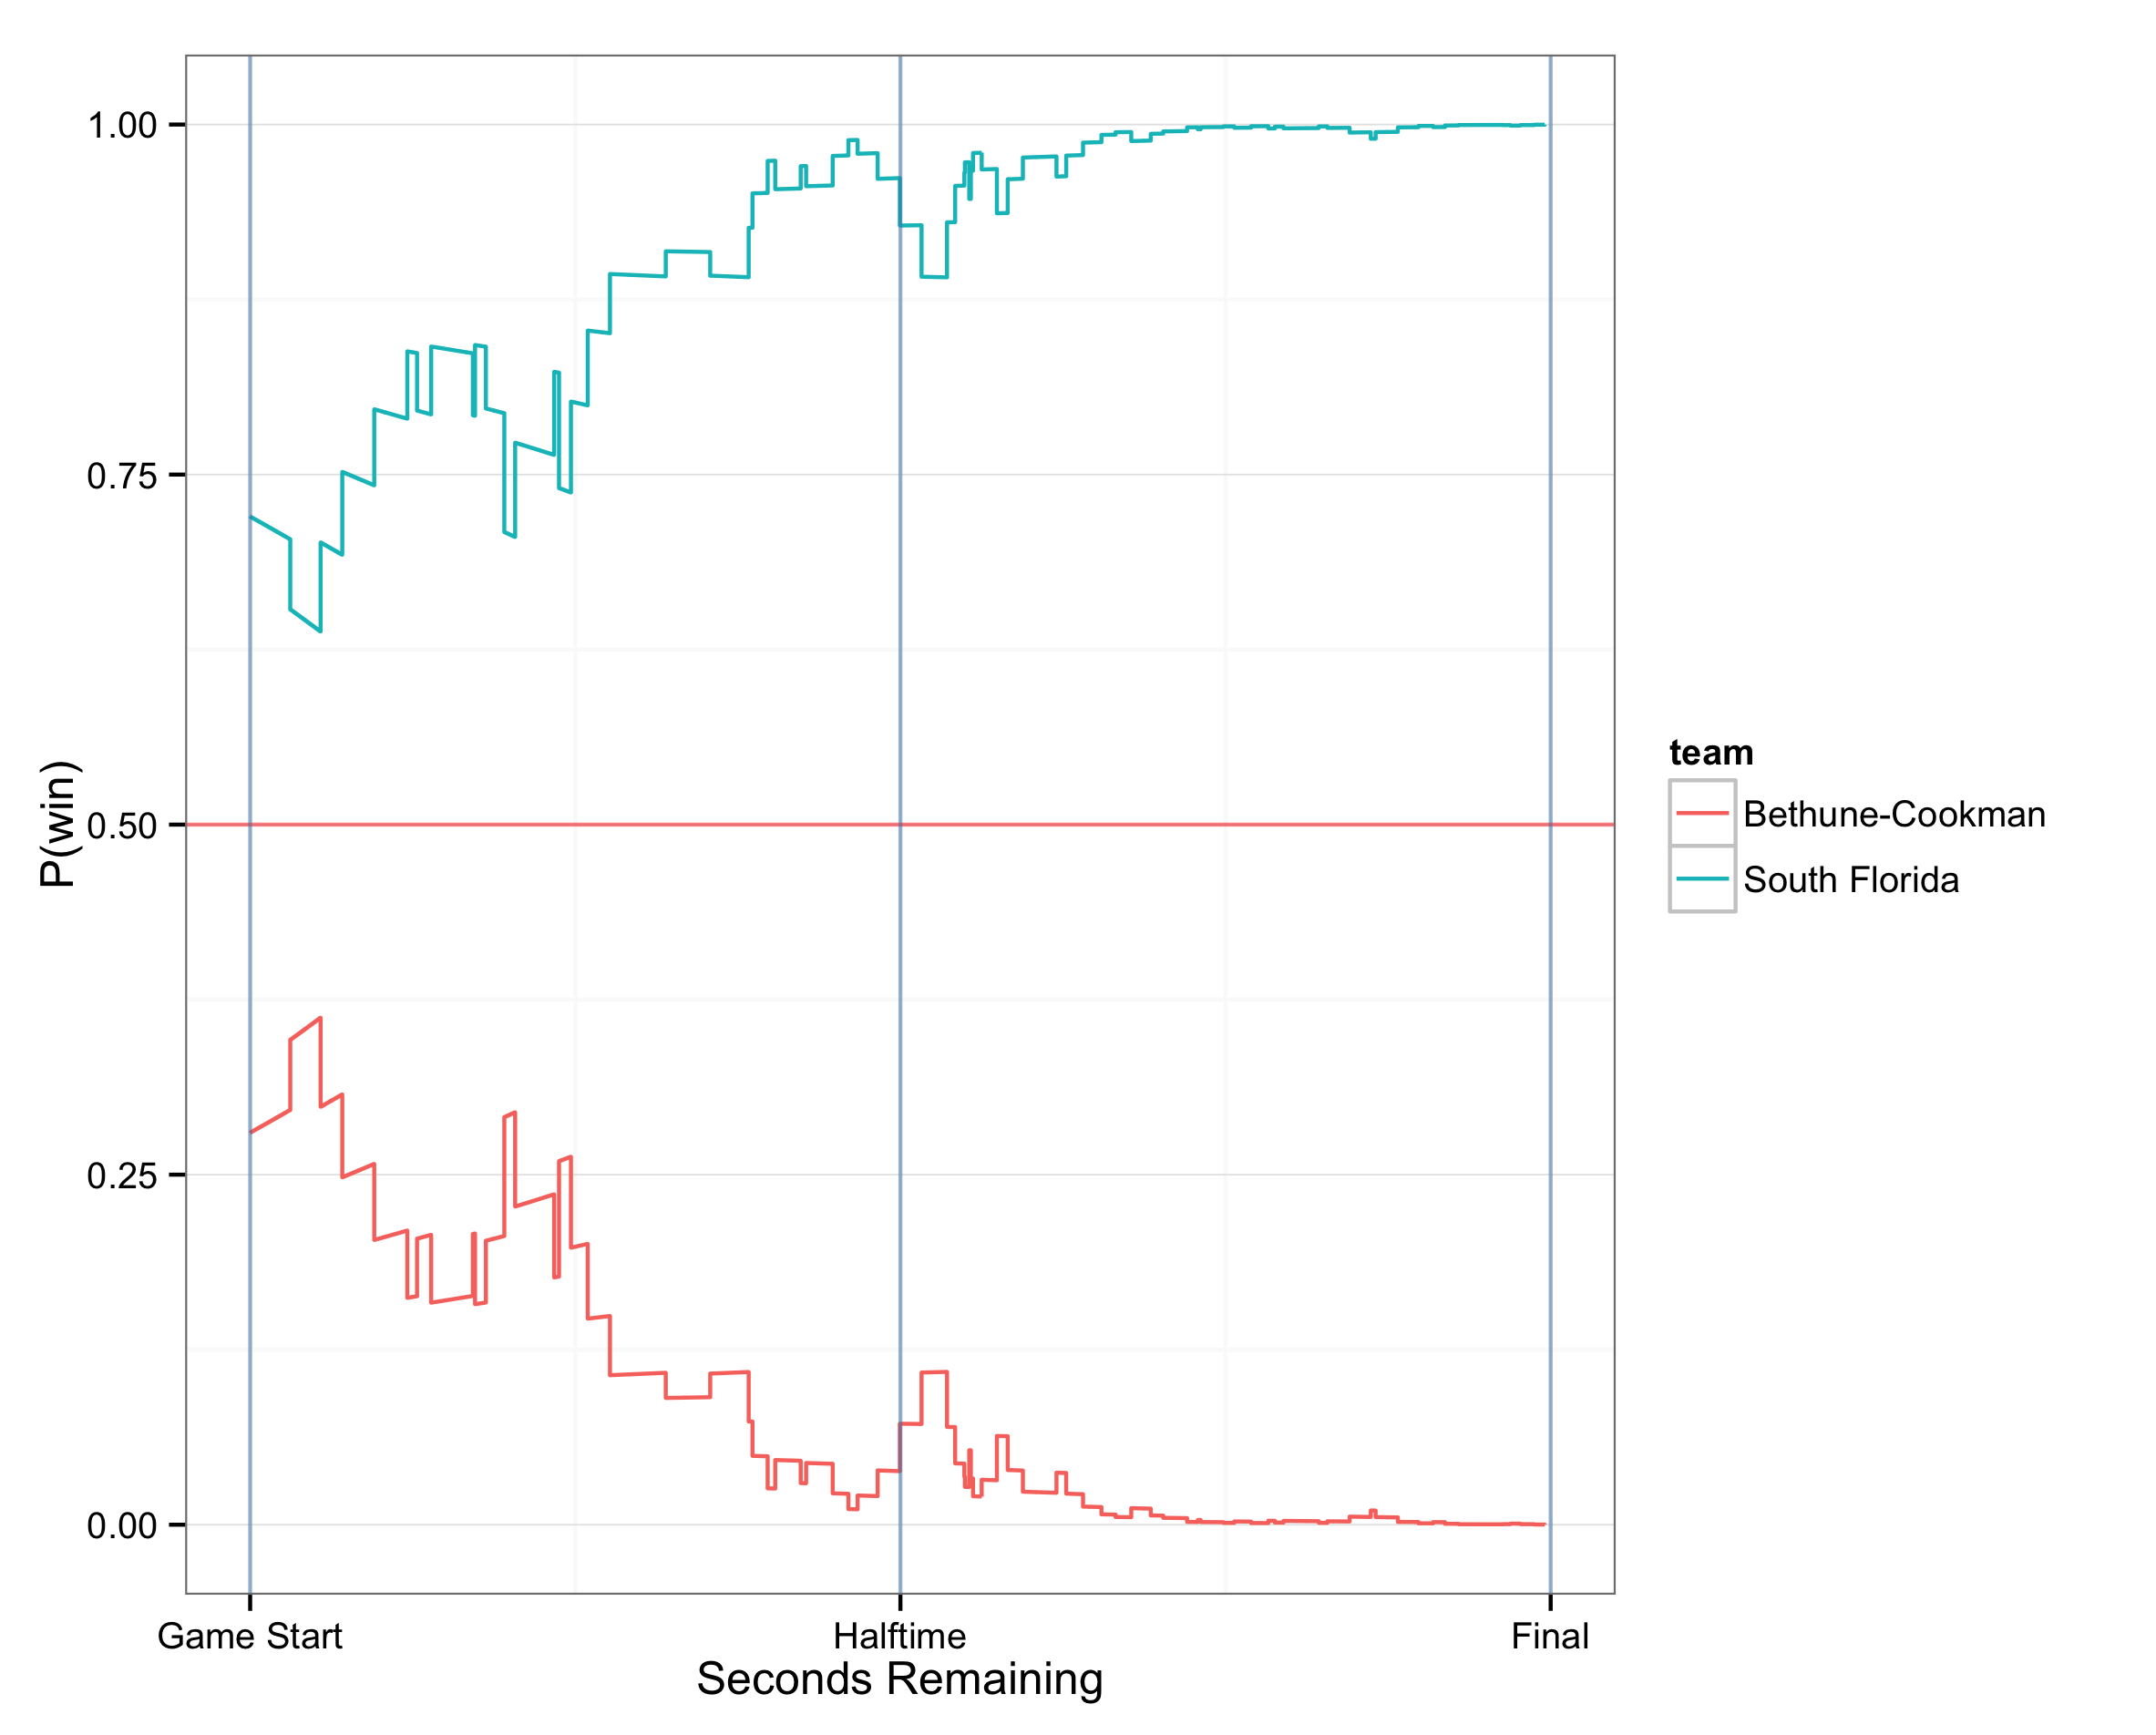 P(win)
1.00
0.75
0.50
0.25
0.00
Game Start
Halftime
Final
Seconds Remaining
team
Bethune-Cookman
South Florida